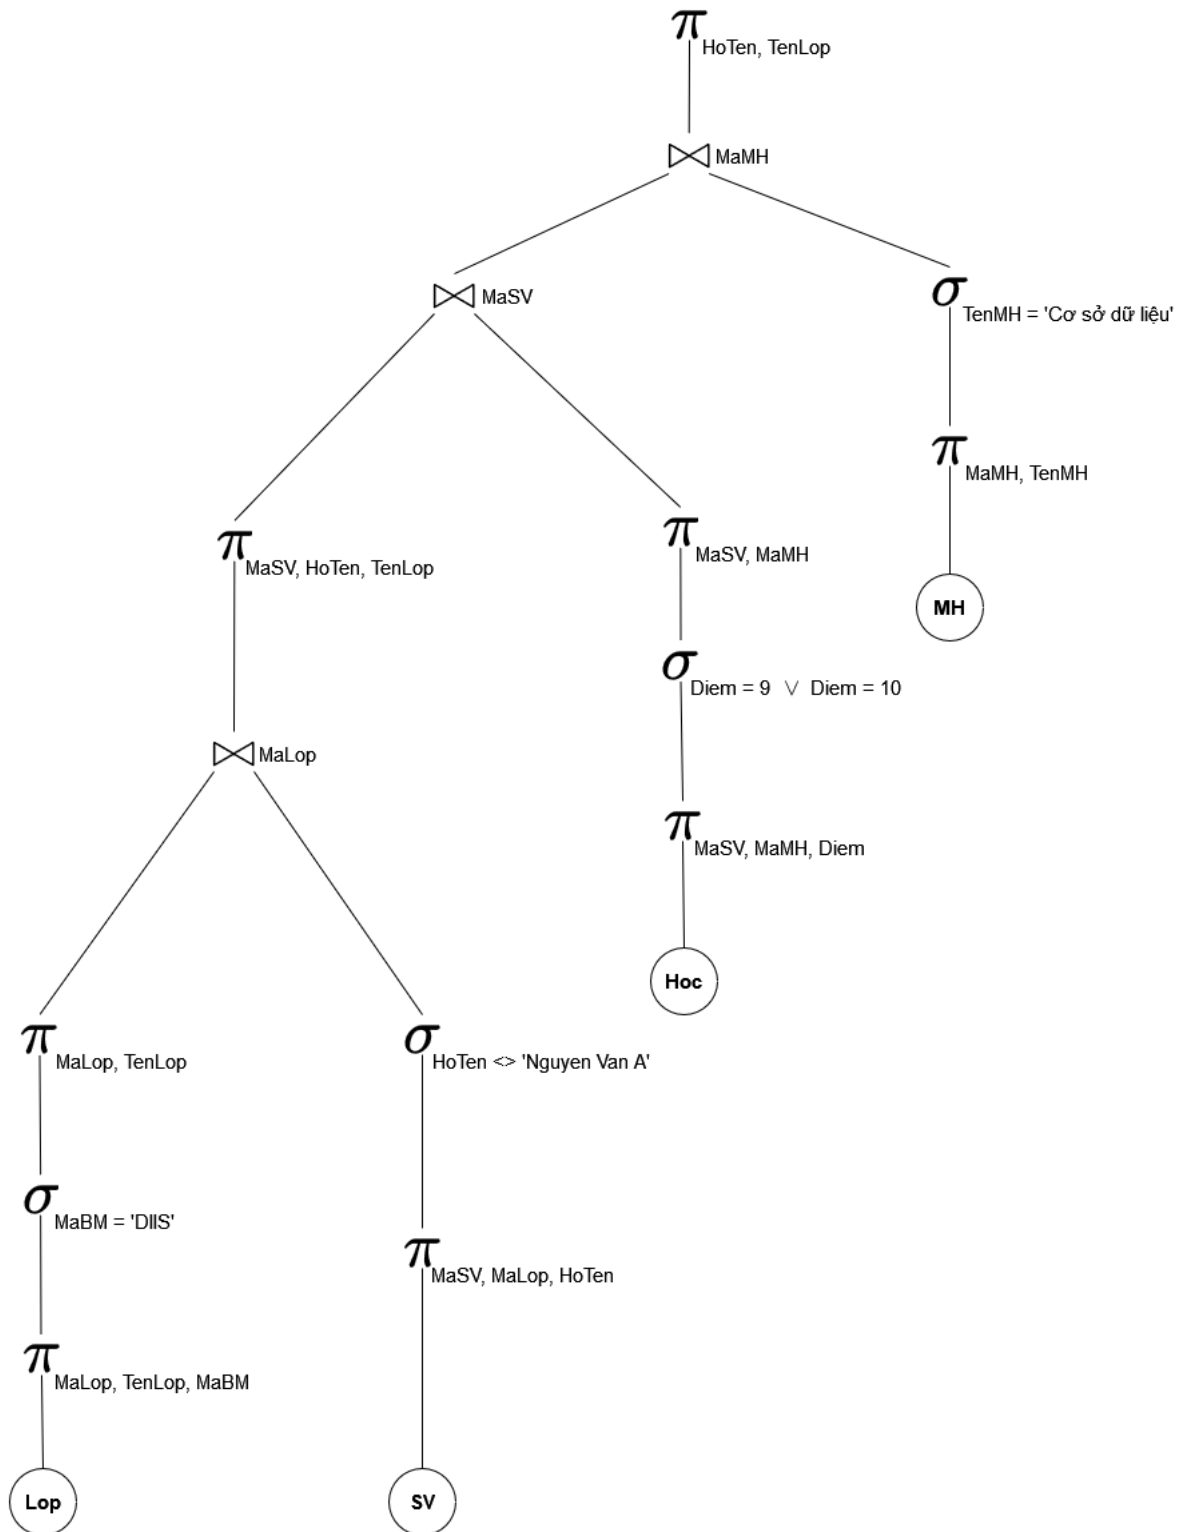 π HoTen, TenLop
⋈ MaMH
⋈ MaSV
σ TenMH = 'Cơ sở dữ liệu'
π MaMH, TenMH
π MaSV, HoTen, TenLop
π MaSV, MaMH
MH
σ Diem = 9 ∨ Diem = 10
⋈ MaLop
π MaSV, MaMH, Diem
Hoc
π MaLop, TenLop
σ HoTen <> 'Nguyen Van A'
σ MaBM = 'DIIS'
π MaSV, MaLop, HoTen
π MaLop, TenLop, MaBM
Lop
SV